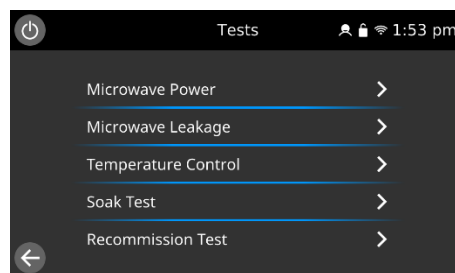 Tests
1:53 pm
Microwave Power
Microwave Leakage
Temperature Control
Soak Test
Recommission Test